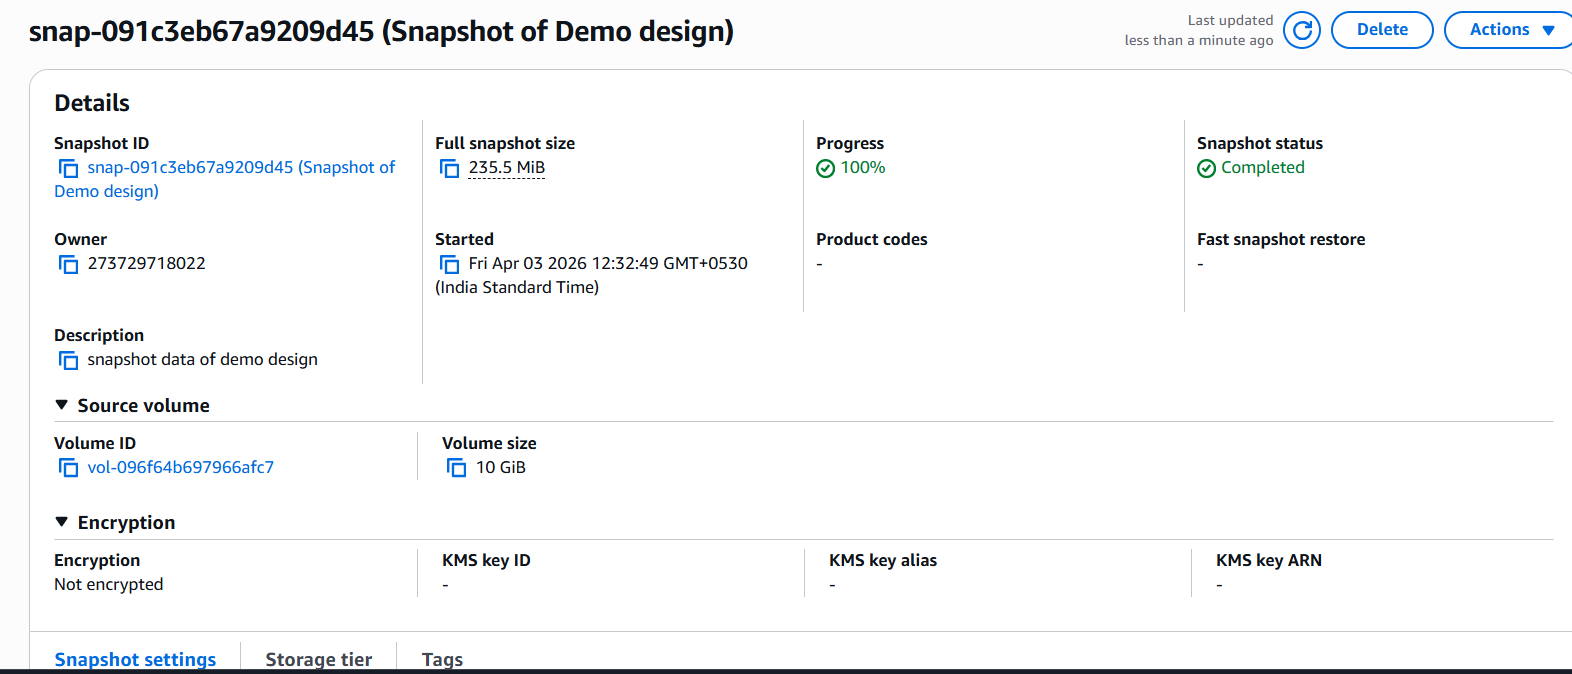 snap-091c3eb67a9209d45 (Snapshot of Demo design)
Last updated
less than a minute ago
Delete
Actions
Details
Snapshot ID
snap-091c3eb67a9209d45 (Snapshot of
Demo design)
Full snapshot size
235.5 MiB
Progress
100%
Snapshot status
Completed
Owner
273729718022
Started
Fri Apr 03 2026 12:32:49 GMT+0530
(India Standard Time)
Product codes
-
Fast snapshot restore
-
Description
snapshot data of demo design
Source volume
Volume ID
vol-096f64b697966afc7
Volume size
10 GiB
Encryption
Encryption
Not encrypted
KMS key ID
-
KMS key alias
-
KMS key ARN
-
Snapshot settings
Storage tier
Tags